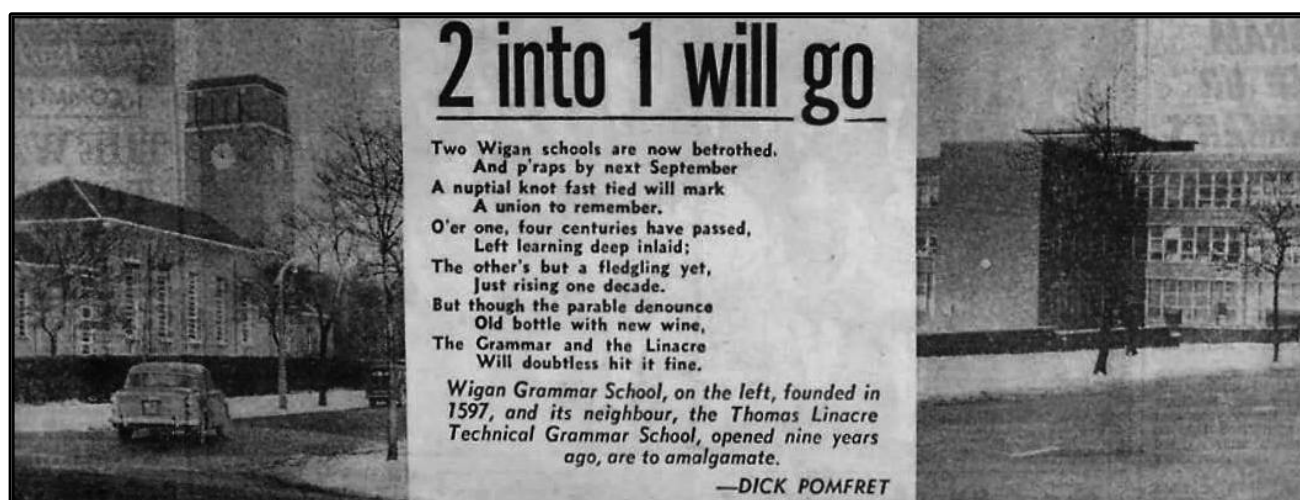 2 into 1 will go
Two Wigan schools are now betrothed.
And p'raps by next September
A nuptial knot fast tied will mark
A union to remember.
O'er one, four centuries have passed,
Left learning deep inlaid;
The other's but a fledgling yet,
Just rising one decade.
But though the parable denounce
Old bottle with new wine,
The Grammar and the Linacre
Will doubtless hit it fine.
Wigan Grammar School, on the left, founded in
1597, and its neighbour, the Thomas Linacre
Technical Grammar School, opened nine years
ago, are to amalgamate.
—DICK POMFRET